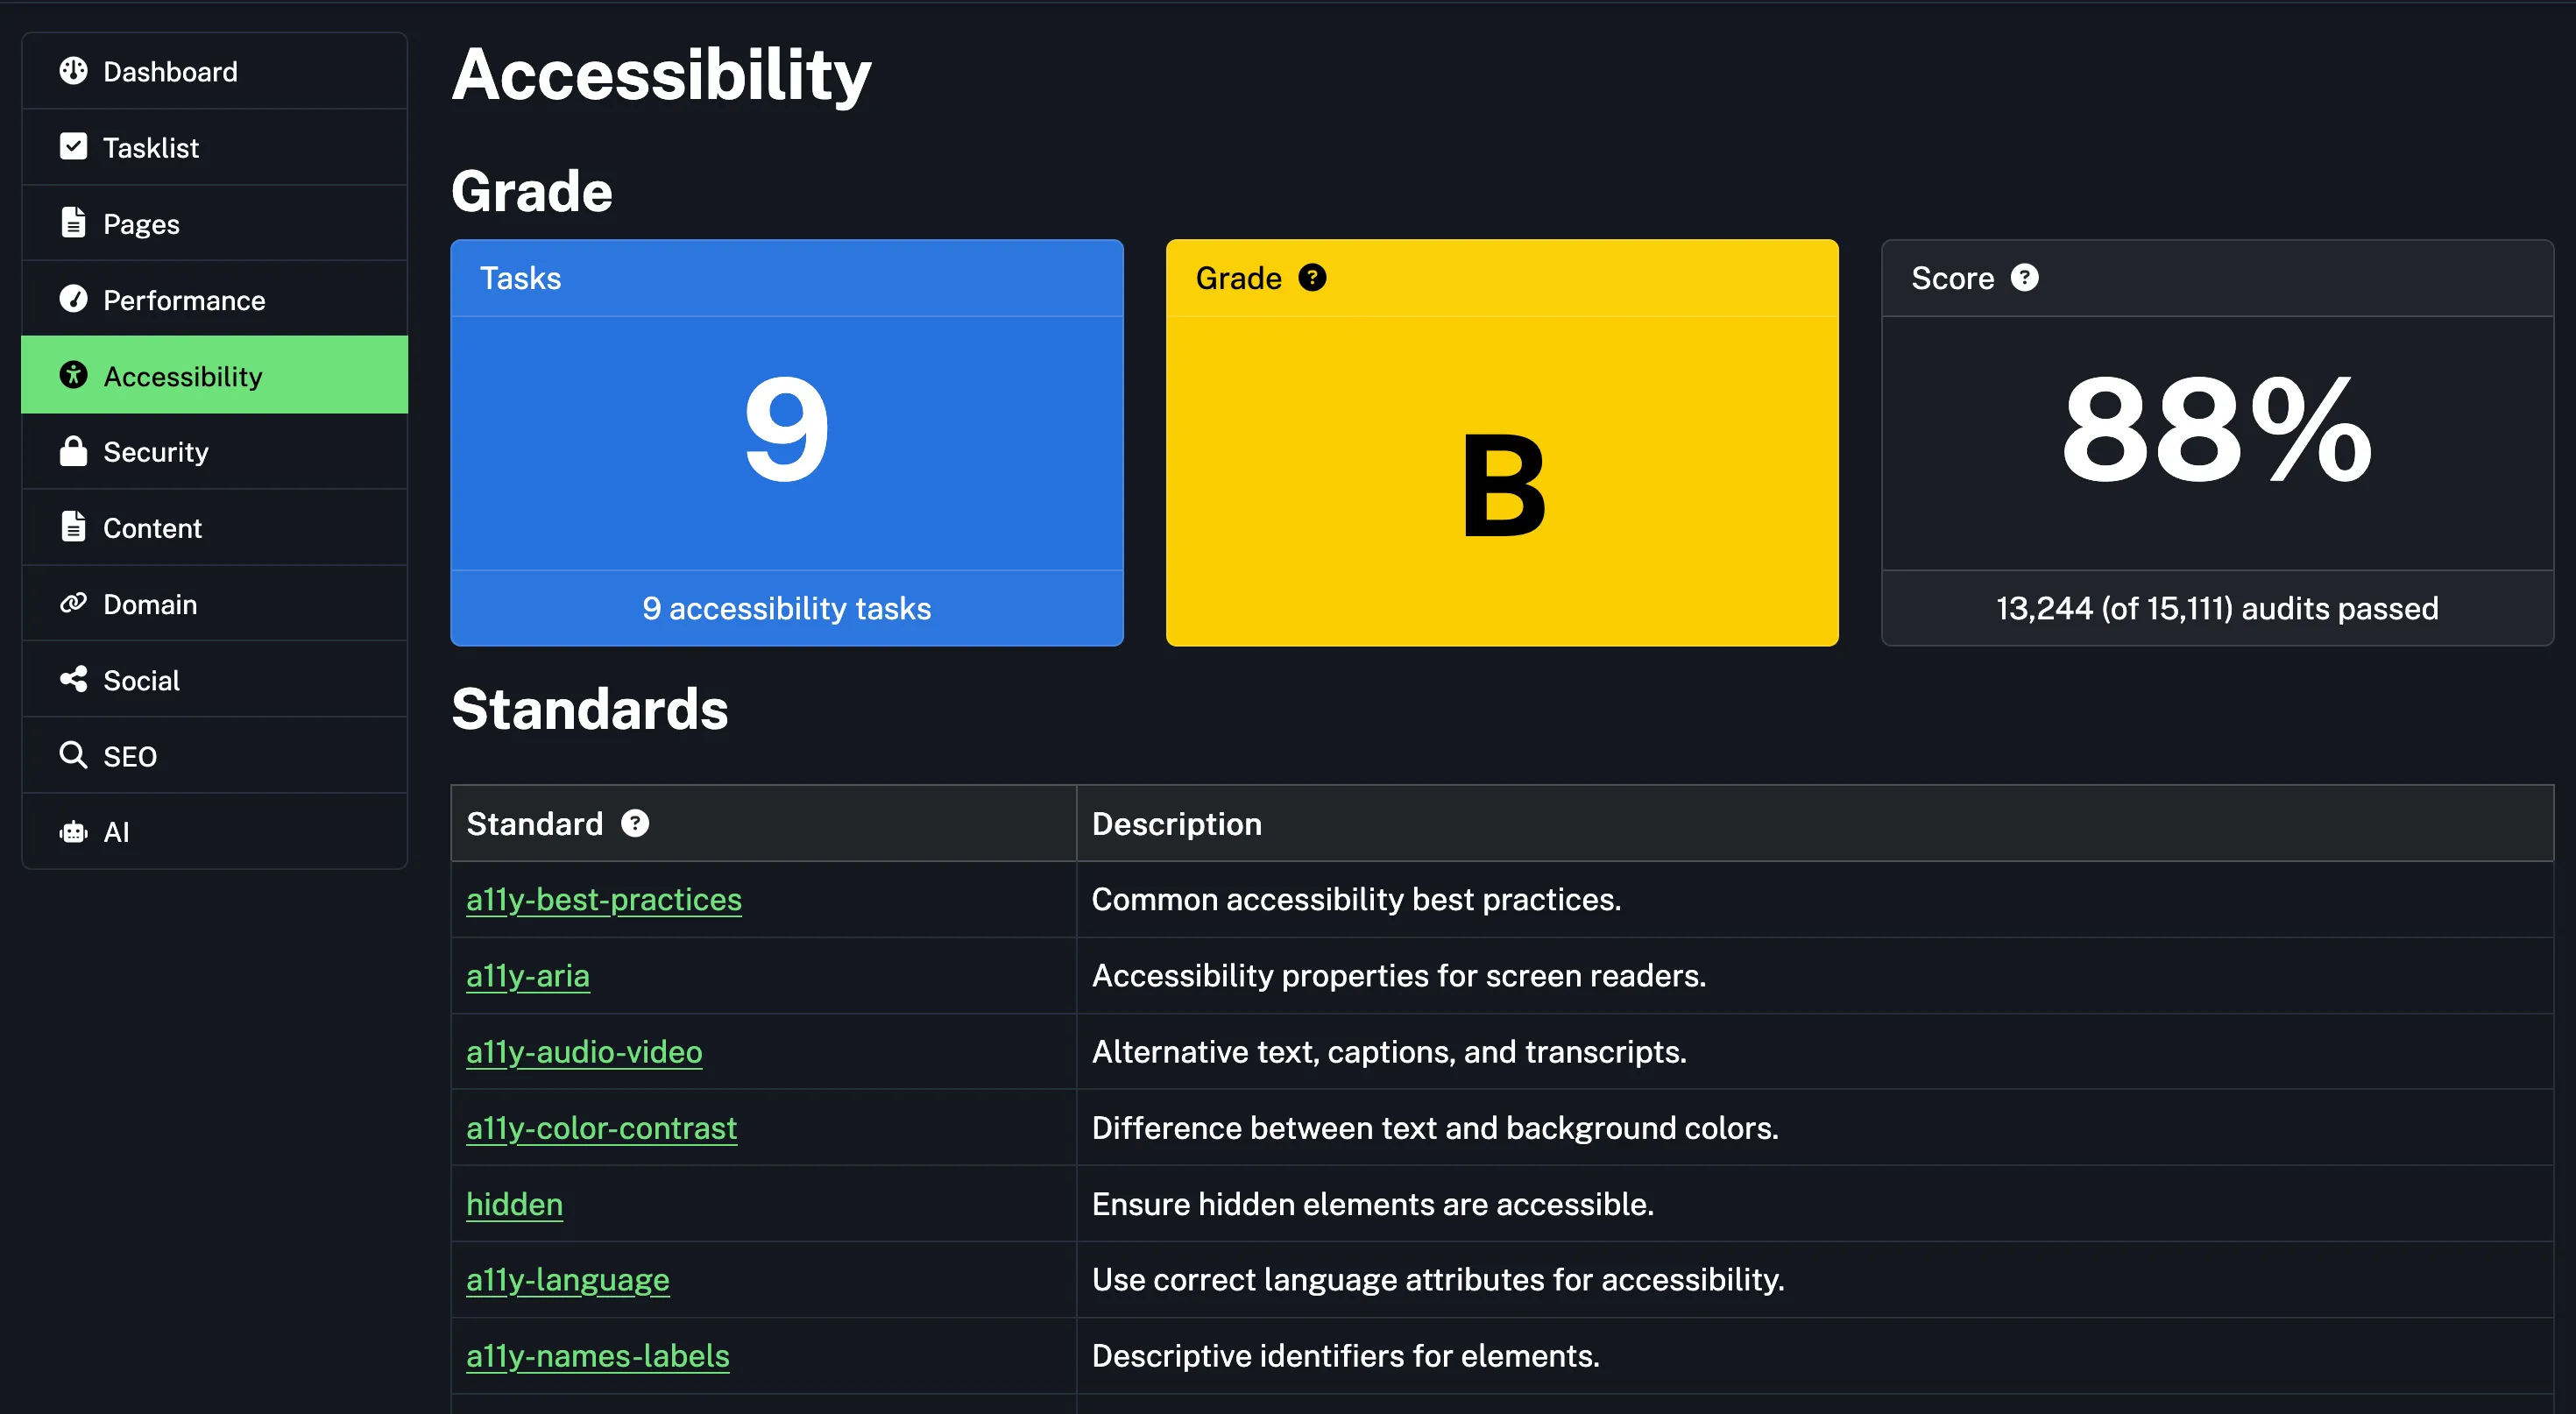 Dashboard
Tasklist
Pages
Performance
Accessibility
Security
Content
Domain
Social
SEO
AI
Accessibility
Grade
Tasks
9
9 accessibility tasks
Grade ?
B
Score ?
88%
13,244 (of 15,111) audits passed
Standards
Standard ? Description
a11y-best-practices Common accessibility best practices.
a11y-aria Accessibility properties for screen readers.
a11y-audio-video Alternative text, captions, and transcripts.
a11y-color-contrast Difference between text and background colors.
hidden Ensure hidden elements are accessible.
a11y-language Use correct language attributes for accessibility.
a11y-names-labels Descriptive identifiers for elements.